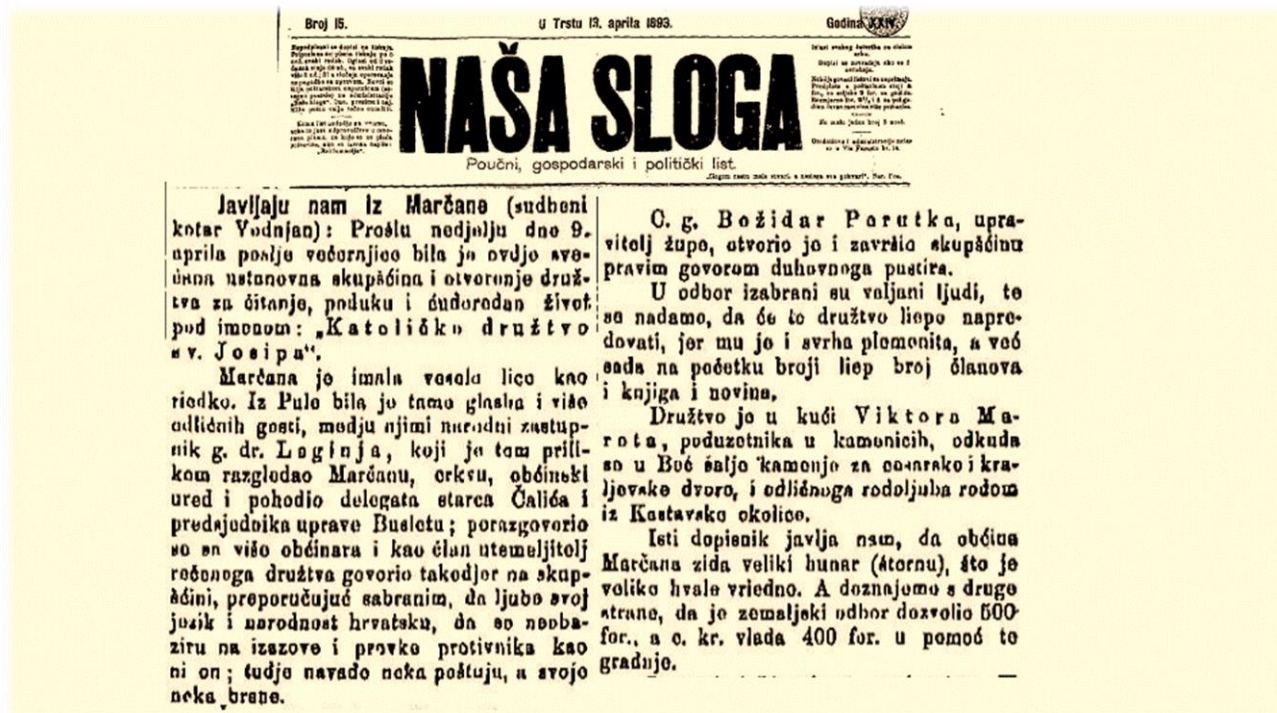 Broj 15.
U Trstu 13. aprila 1893.
Godina XXIV.
NAŠA SLOGA
Poučni, gospodarski i politički list.
Javljaju nam iz Marčane (sudbeni
kotar Vodnjan): Prošlu nedjelju dne 9.
aprila poslje večernjice bila je ovdje sve-
čana ustanovna skupšćina i otvorenje druž-
tva za čitanje, poduku i ćudoredan život
pod imenom: „Katoličko družtvo
sv. Josipa“.
Marčana je imala veselo lice kao
riedko. Iz Pule bila je tamo glasba i više
odličnih gosti, medju njimi narodni zastup-
nik g. dr. Laginja, koji je tom prili-
kom razgledao Marčanu, crkvu, občinski
ured i pohodio delegata starca Čalića i
predsjednika uprave Busletu; porazgovorio
se sa više občinara i kao član utemeljitelj
rečenoga družtva govorio takodjer na skup-
šćini, preporučujuć sabranim, da ljube svoj
jezik i narodnost hrvatsku, da se neoba-
ziru na izazove i provke protivnika kao
ni on; tudje navade neka poštuju, a svoje
neka brane.
C. g. Božidar Parutka, upra-
vitelj župe, otvorio je i završio skupšćinu
pravim govorom duhovnoga pastira.
U odbor izabrani su valjani ljudi, te
se nadamo, da će to družtvo liepo napre-
dovati, jer mu je i svrha plemenita, a već
sada na početku broji liep broj članova
i knjiga i novina.
Družtvo je u kući Viktora Ma-
rota, poduzetnika u kamenicih, odkuda
se u Beč šalje kamenje za cesarske i kra-
ljevske dvore, i odličnoga rodoljuba rodom
iz Kastavske okolice.
Isti dopisnik javlja nam, da občina
Marčana zida veliki bunar (šternu), što je
veliko hvale vriedno. A doznajemo s druge
strane, da je zemaljski odbor dozvolio 500
for., a c. kr. vlada 400 for. u pomoć te
gradnje.